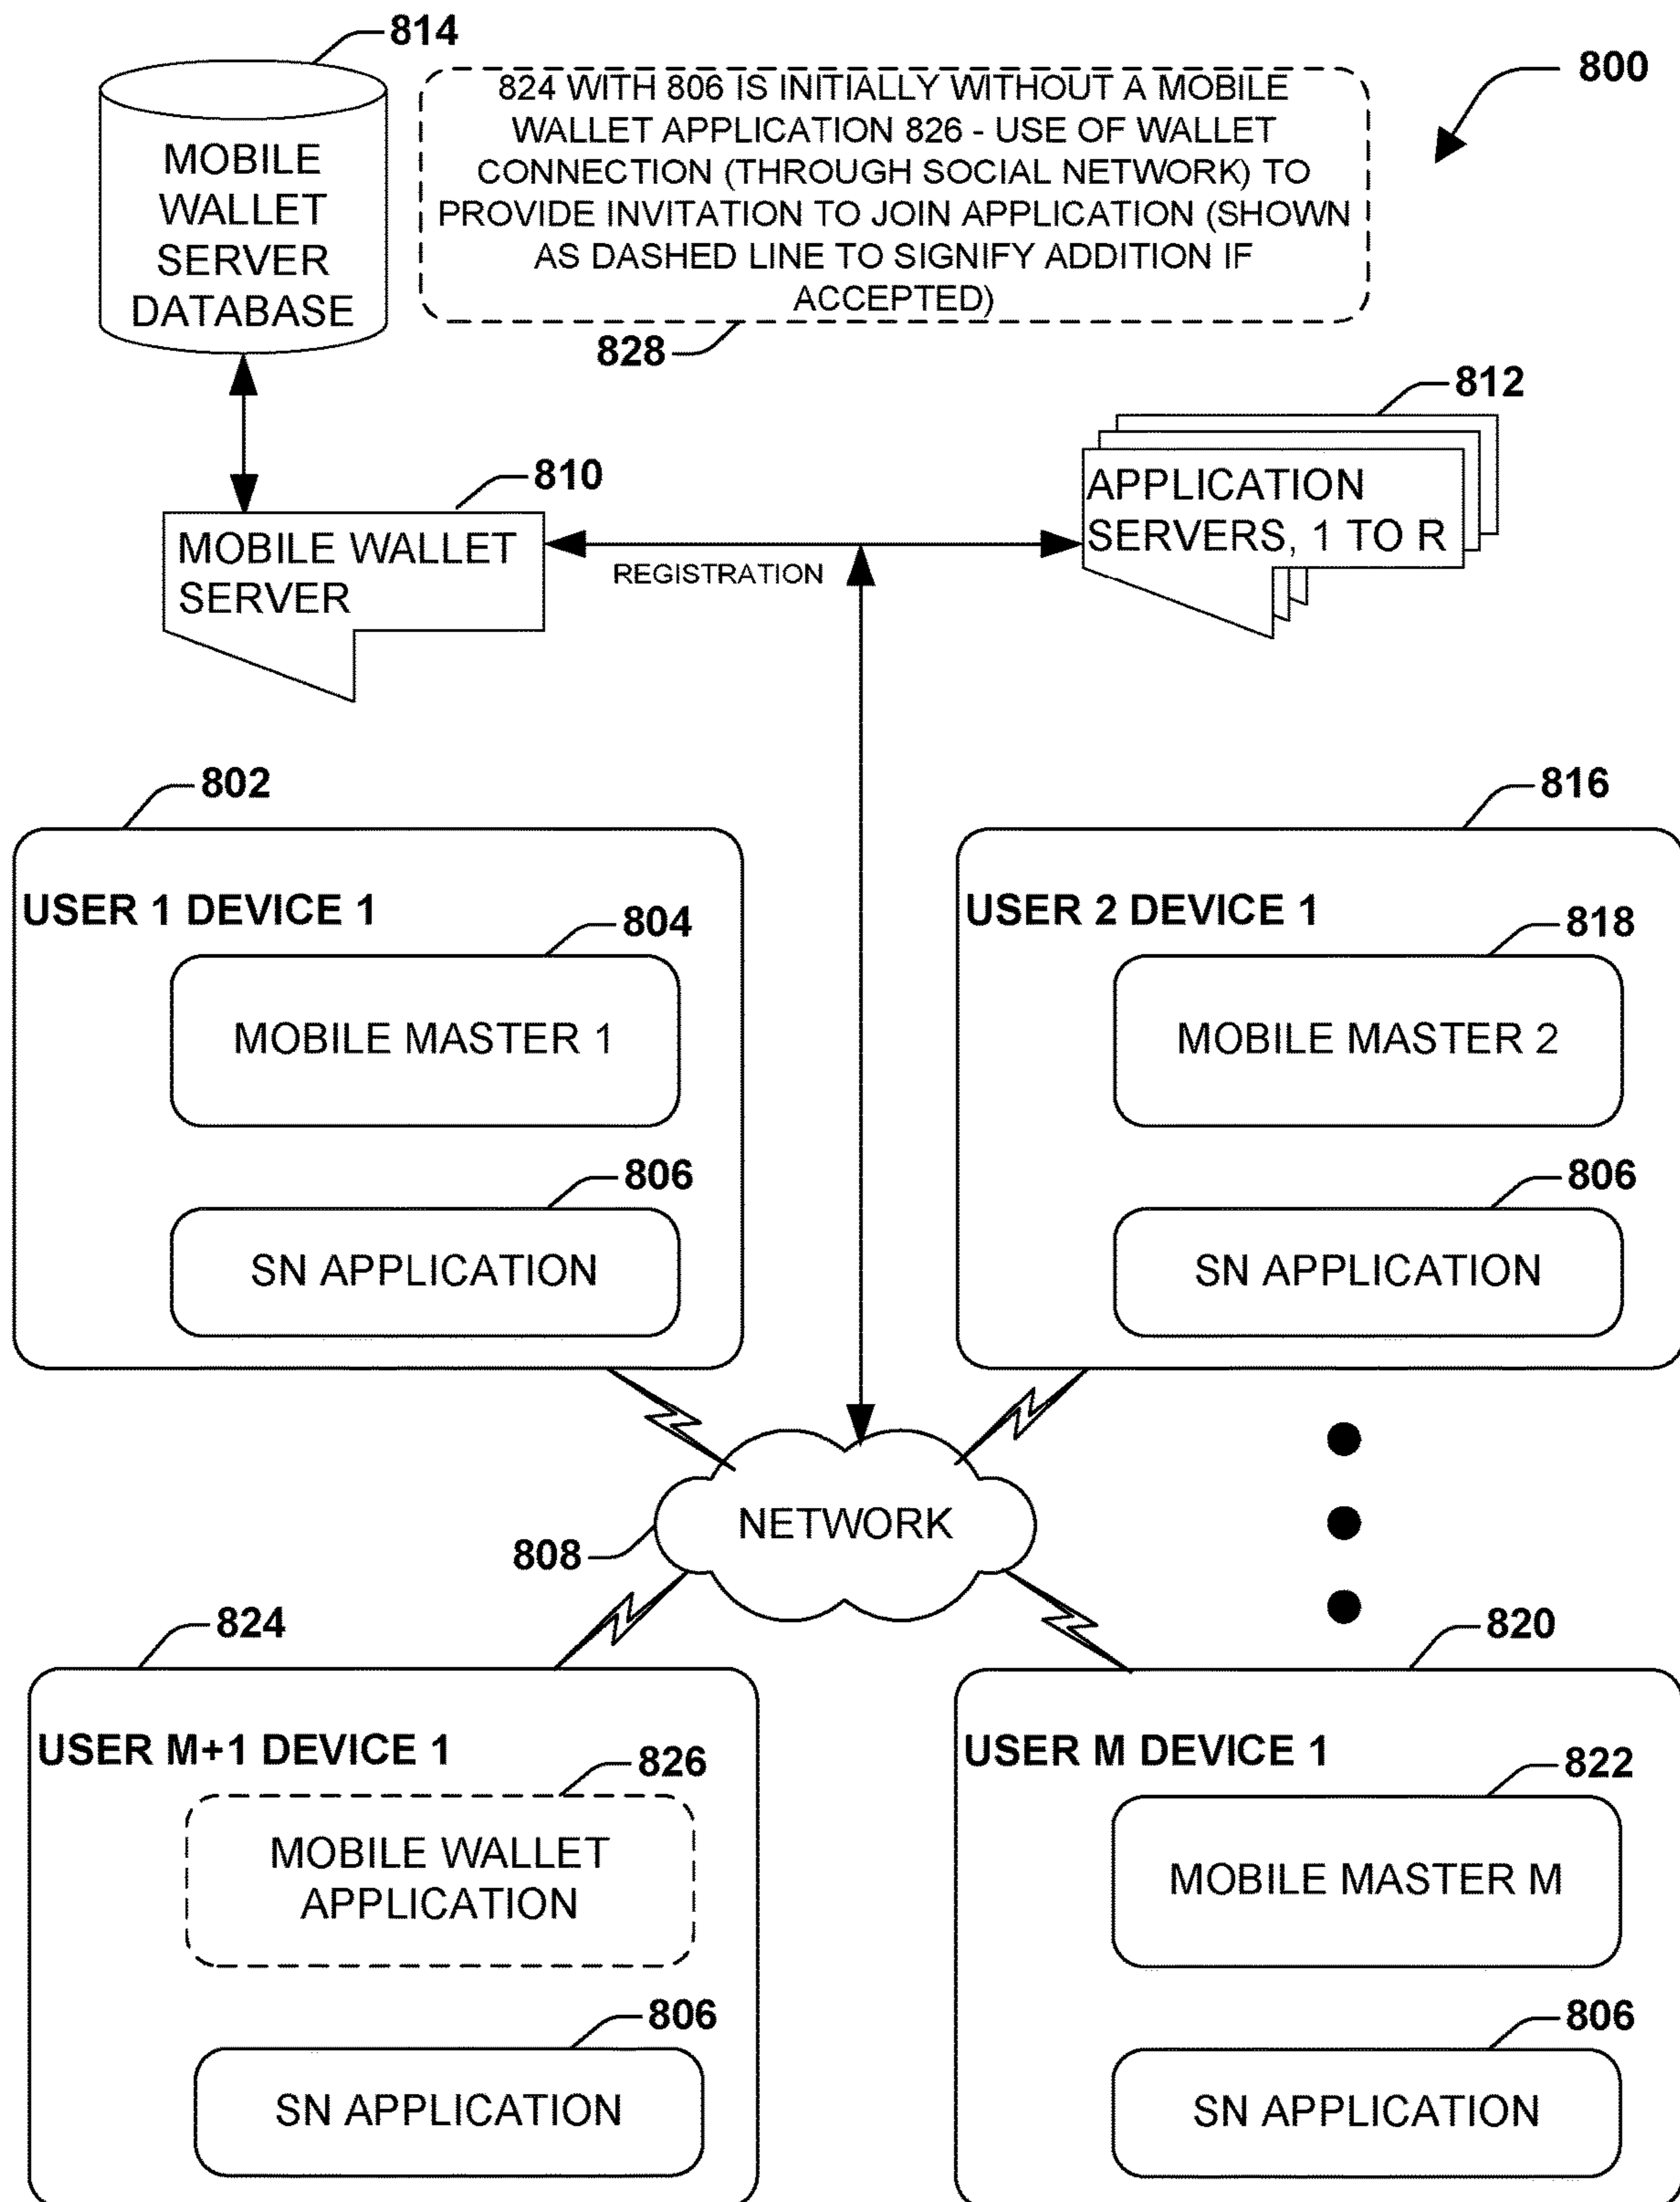 814
800
824 WITH 806 IS INITIALLY WITHOUT A MOBILE
WALLET APPLICATION 826 - USE OF WALLET
CONNECTION (THROUGH SOCIAL NETWORK) TO
PROVIDE INVITATION TO JOIN APPLICATION (SHOWN
AS DASHED LINE TO SIGNIFY ADDITION IF
ACCEPTED)
828
MOBILE
WALLET
SERVER
DATABASE
812
810
APPLICATION
SERVERS, 1 TO R
MOBILE WALLET
SERVER
REGISTRATION
802
USER 1 DEVICE 1
804
MOBILE MASTER 1
806
SN APPLICATION
816
USER 2 DEVICE 1
818
MOBILE MASTER 2
806
SN APPLICATION
NETWORK
808
824
USER M+1 DEVICE 1
826
MOBILE WALLET
APPLICATION
806
SN APPLICATION
820
USER M DEVICE 1
822
MOBILE MASTER M
806
SN APPLICATION